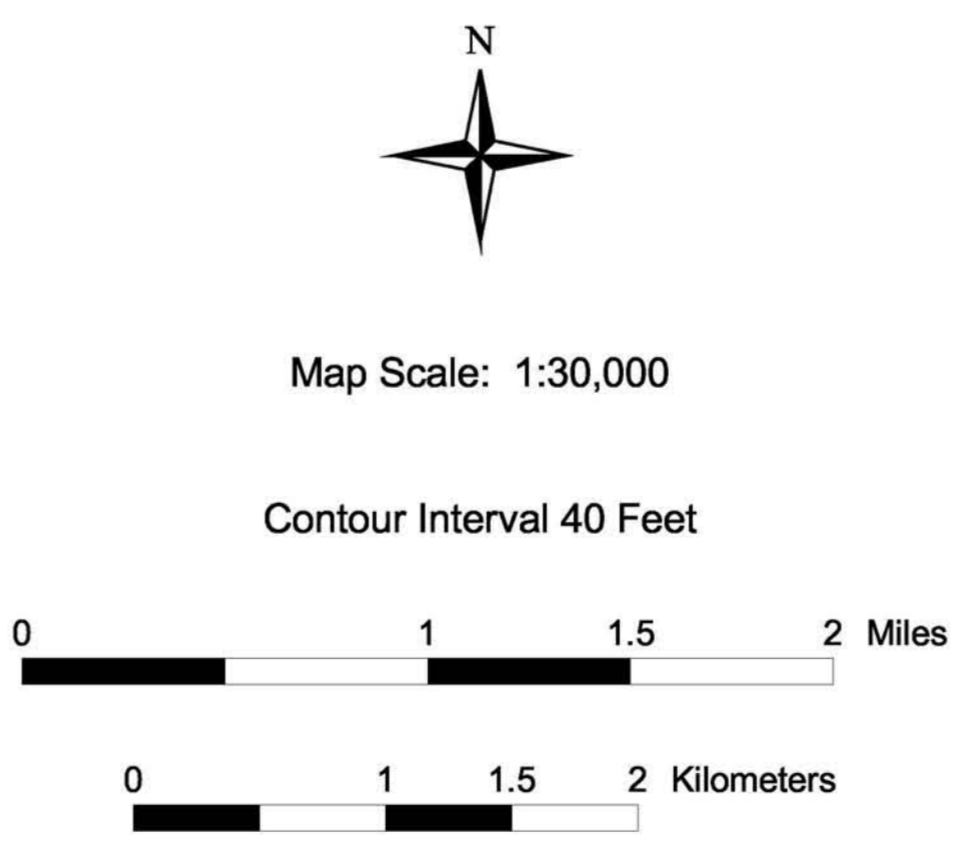 N
Map Scale: 1:30,000
Contour Interval 40 Feet
0 1 1.5 2 Miles
0 1 1.5 2 Kilometers